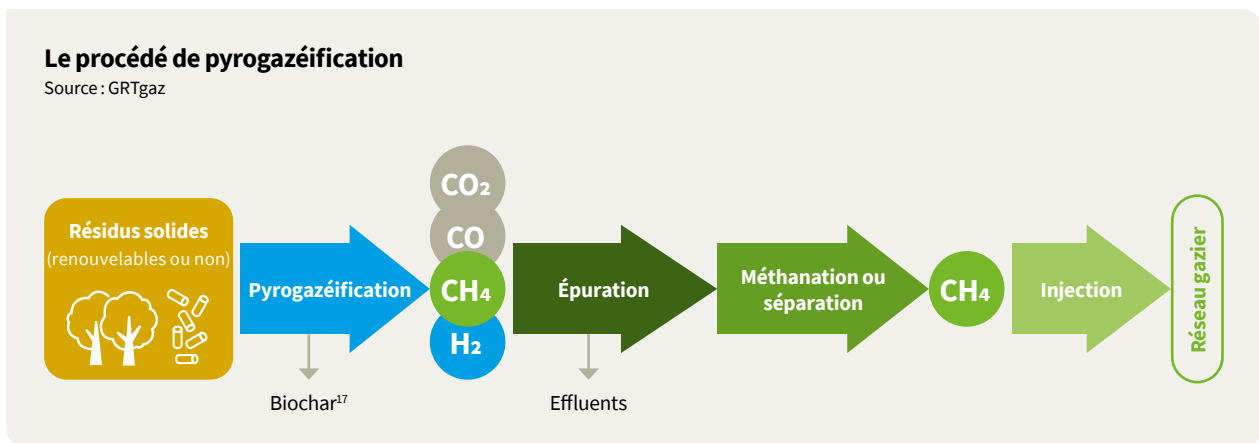 Le procédé de pyrogazéification
Source : GRTgaz
Résidus solides
(renouvelables ou non)
Pyrogazéification
Biochar¹⁷
CO₂
CO
CH₄
H₂
Épuration
Effluents
Méthanation ou
séparation
CH₄
Injection
Réseau gazier